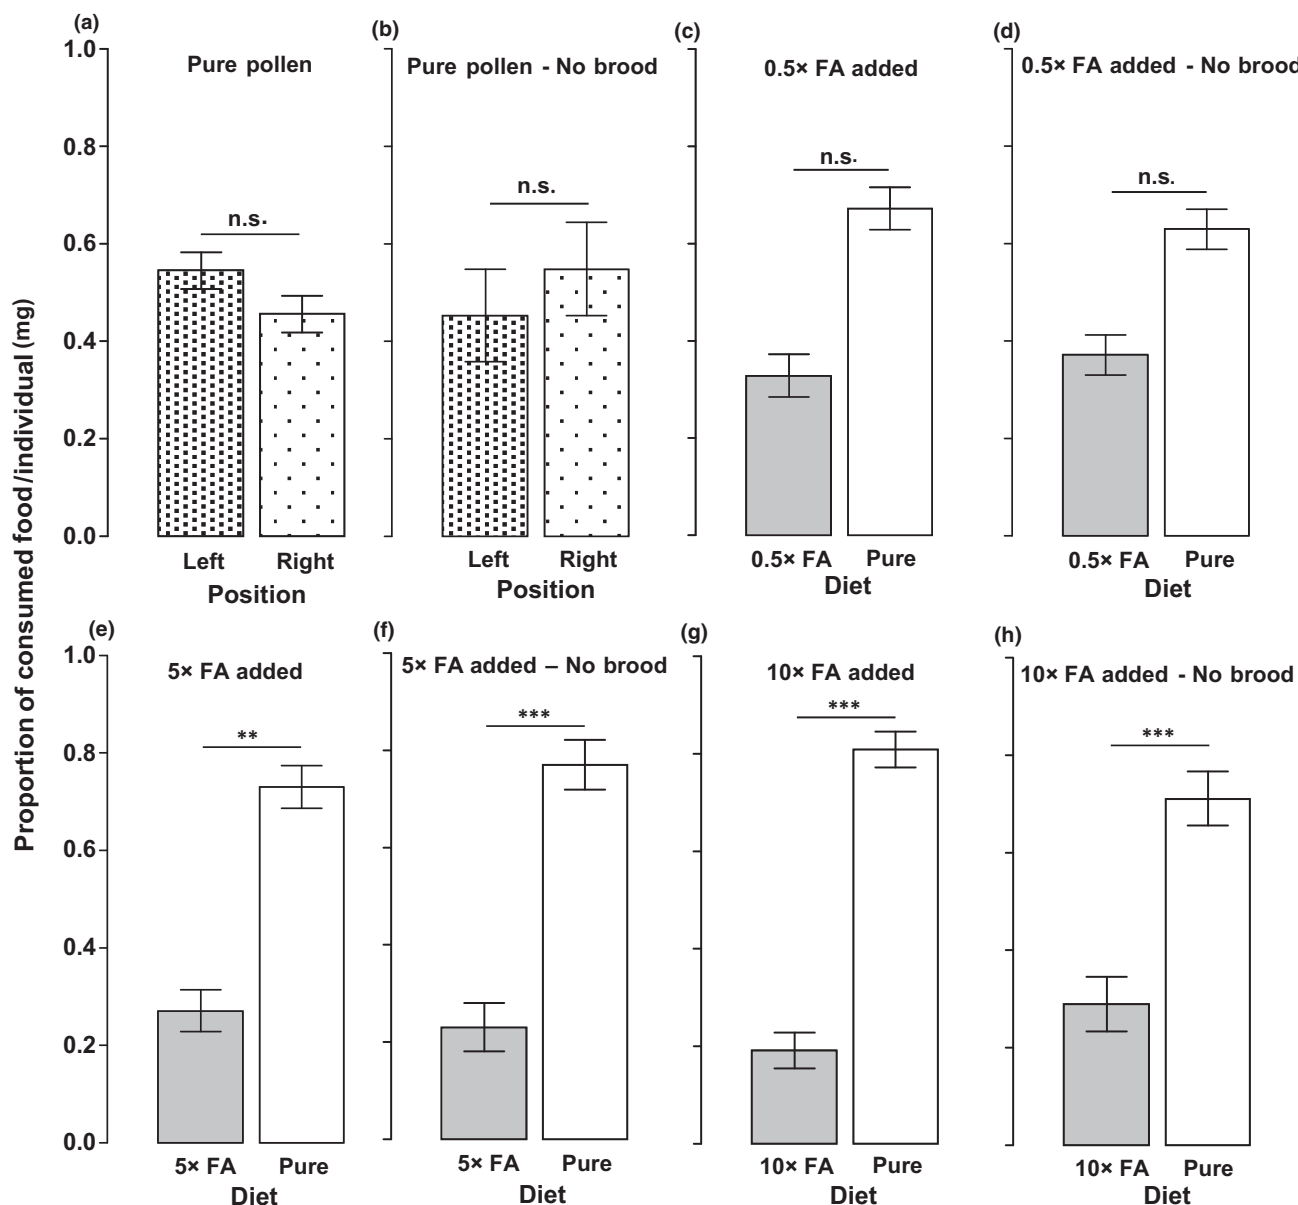 Proportion of consumed food/individual (mg)
(a)
Pure pollen
1.0
0.8
0.6
0.4
0.2
0.0
n.s.
Left Right
Position
(b)
Pure pollen - No brood
n.s.
Left Right
Position
(c)
0.5× FA added
n.s.
0.5× FA Pure
Diet
(d)
0.5× FA added - No brood
n.s.
0.5× FA Pure
Diet
(e)
5× FA added
1.0
0.8
0.6
0.4
0.2
0.0
**
5× FA Pure
Diet
(f)
5× FA added – No brood
***
5× FA Pure
Diet
(g)
10× FA added
***
10× FA Pure
Diet
(h)
10× FA added - No brood
***
10× FA Pure
Diet